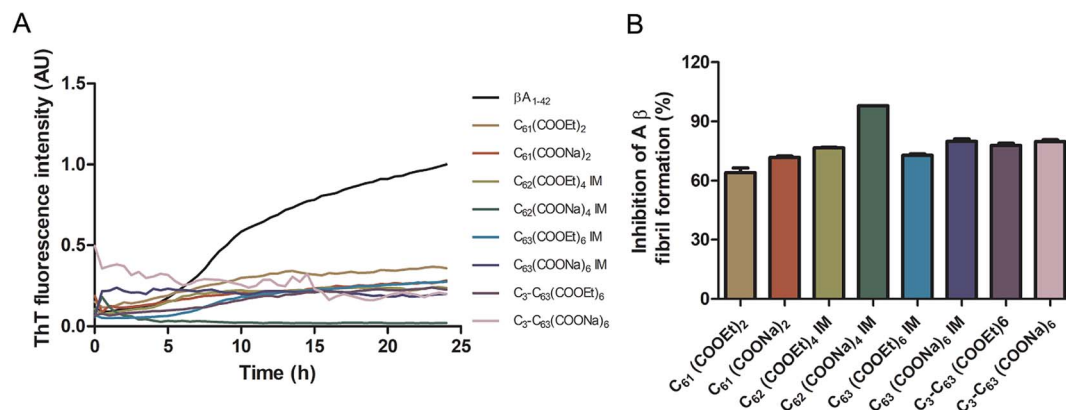 A
ThT fluorescence intensity (AU)
1.5
1.0
0.5
0.0
0 5 10 15 20 25
Time (h)
βA₁₋₄₂
C₆₁(COOEt)₂
C₆₁(COONa)₂
C₆₂(COOEt)₄ IM
C₆₂(COONa)₄ IM
C₆₃(COOEt)₆ IM
C₆₃(COONa)₆ IM
C₃-C₆₃(COOEt)₆
C₃-C₆₃(COONa)₆
B
Inhibition of A β
fibril formation (%)
120
90
60
30
0
C₆₁ (COOEt)₂
C₆₁ (COONa)₂
C₆₂ (COOEt)₄ IM
C₆₂ (COONa)₄ IM
C₆₃ (COOEt)₆ IM
C₆₃ (COONa)₆ IM
C₃-C₆₃ (COOEt)6
C₃-C₆₃ (COONa)₆